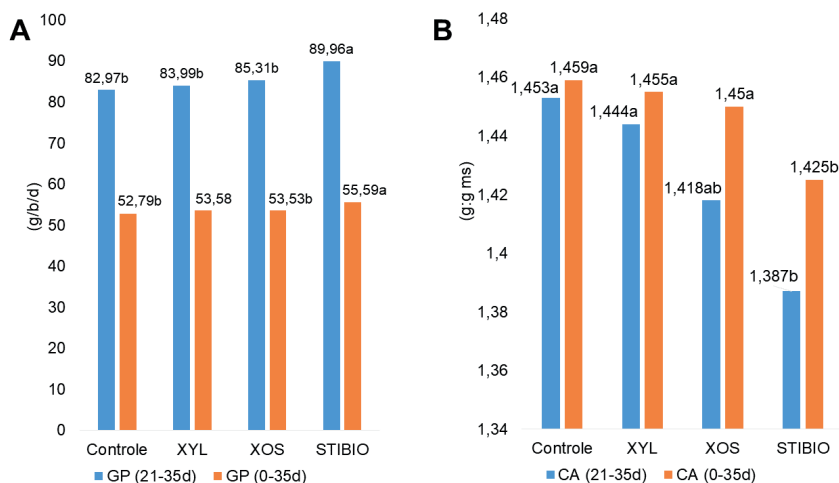 A
(g/b/d)
100
90
80
70
60
50
40
30
20
10
0
82,97b
83,99b
85,31b
89,96a
52,79b
53,58
53,53b
55,59a
Controle XYL XOS STIBIO
GP (21-35d) GP (0-35d)
B
(g:g ms)
1,48
1,46
1,44
1,42
1,4
1,38
1,36
1,34
1,453a
1,459a
1,444a
1,455a
1,418ab
1,45a
1,387b
1,425b
Controle XYL XOS STIBIO
CA (21-35d) CA (0-35d)